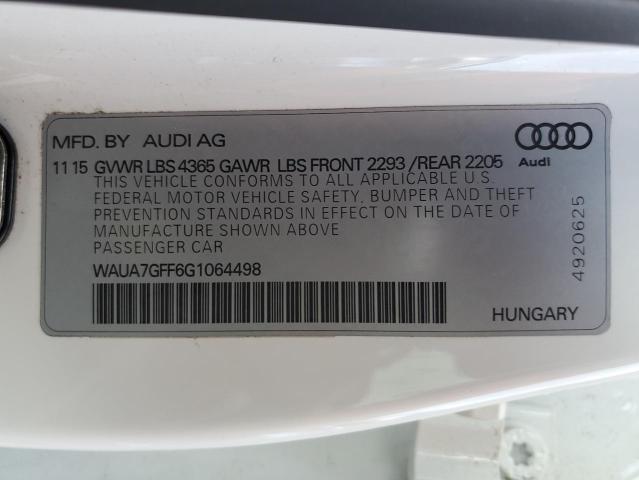 MFD. BY AUDI AG
11 15 GVWR LBS 4365 GAWR LBS FRONT 2293 /REAR 2205
Audi
THIS VEHICLE CONFORMS TO ALL APPLICABLE U.S.
FEDERAL MOTOR VEHICLE SAFETY, BUMPER AND THEFT
PREVENTION STANDARDS IN EFFECT ON THE DATE OF
MANUFACTURE SHOWN ABOVE
PASSENGER CAR
WAUA7GFF6G1064498
4920625
HUNGARY